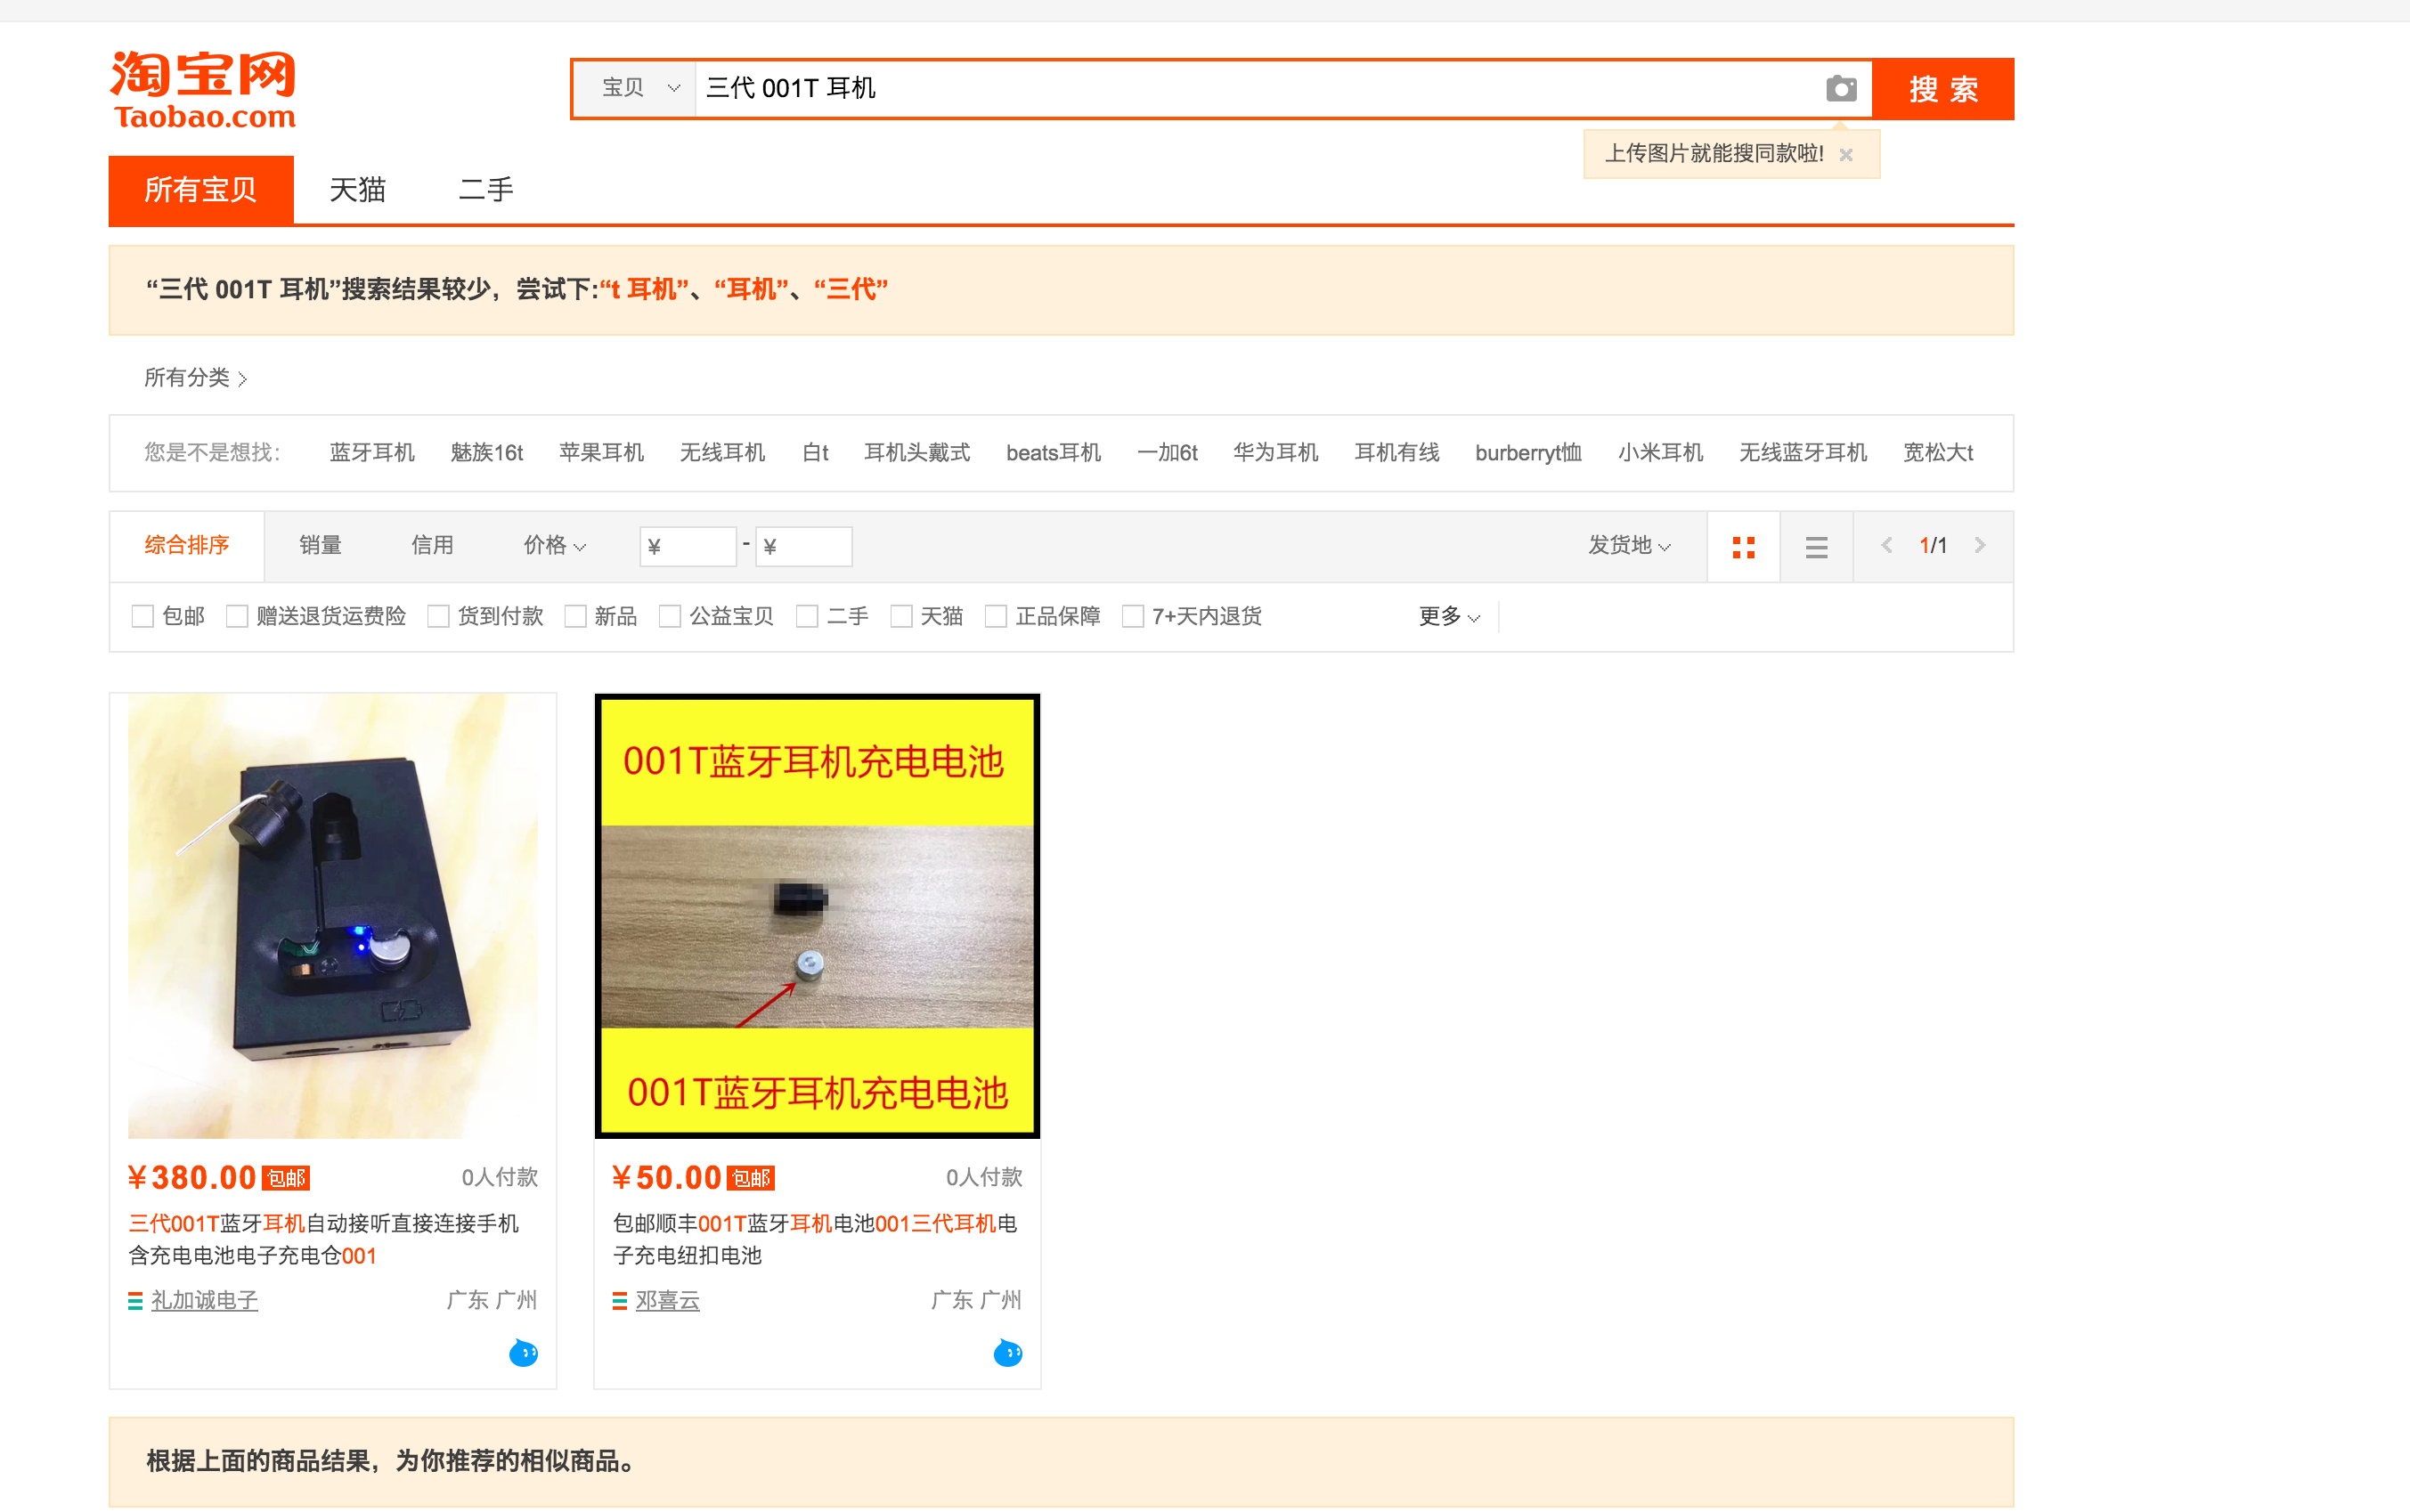 淘宝网
Taobao.com
宝贝
三代 001T 耳机
搜 索
上传图片就能搜同款啦!
所有宝贝
天猫
二手
“三代 001T 耳机”搜索结果较少，尝试下:“t 耳机”、“耳机”、“三代”
所有分类 >
您是不是想找： 蓝牙耳机 魅族16t 苹果耳机 无线耳机 白t 耳机头戴式 beats耳机 一加6t 华为耳机 耳机有线 burberryt恤 小米耳机 无线蓝牙耳机 宽松大t
综合排序 销量 信用 价格 ¥ - ¥ 发货地 1/1
包邮 赠送退货运费险 货到付款 新品 公益宝贝 二手 天猫 正品保障 7+天内退货 更多
001T蓝牙耳机充电电池
001T蓝牙耳机充电电池
¥380.00 包邮 0人付款
三代001T蓝牙耳机自动接听直接连接手机
含充电电池电子充电仓001
礼加诚电子 广东 广州
¥50.00 包邮 0人付款
包邮顺丰001T蓝牙耳机电池001三代耳机电
子充电纽扣电池
邓喜云 广东 广州
根据上面的商品结果，为你推荐的相似商品。